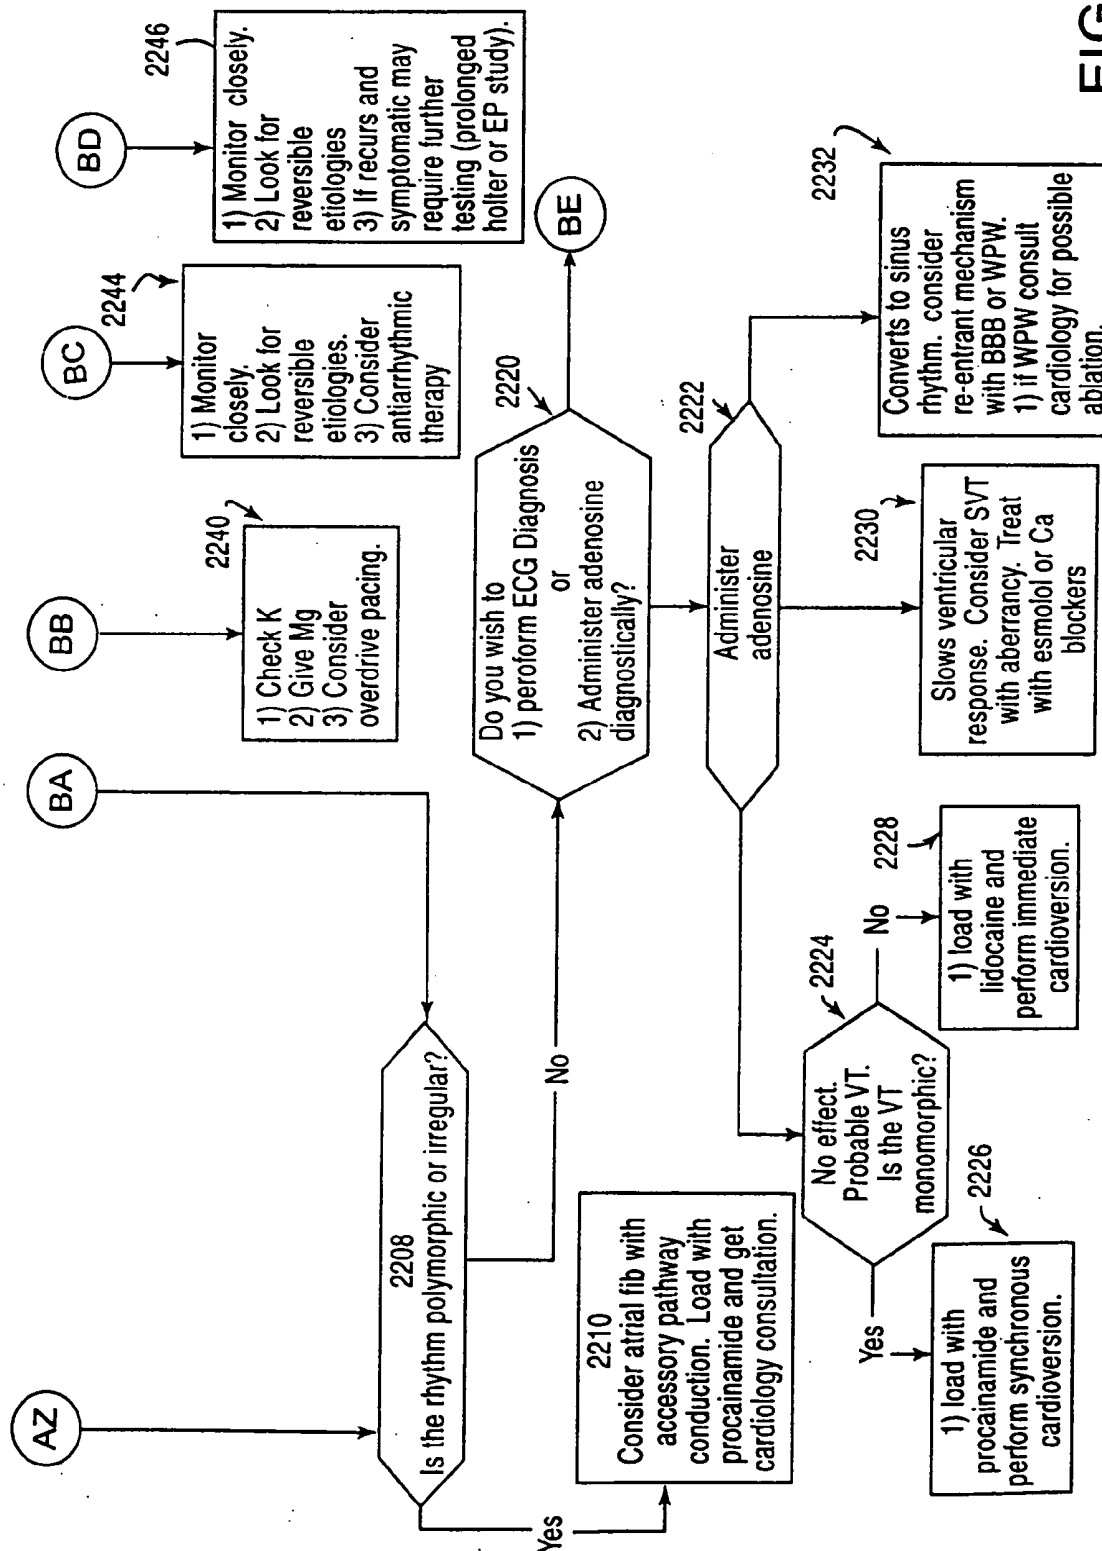 AZ
BA
BB
BC
BD
2208
Is the rhythm polymorphic or irregular?
Yes
No
2210
Consider atrial fib with
accessory pathway
conduction. Load with
procainamide and get
cardiology consultation.
2240
1) Check K
2) Give Mg
3) Consider
overdrive pacing.
2244
1) Monitor
closely.
2) Look for
reversible
etiologies.
3) Consider
antiarrhythmic
therapy
2246
1) Monitor closely.
2) Look for
reversible
etiologies
3) If recurs and
symptomatic may
require further
testing (prolonged
holter or EP study).
2220
Do you wish to
1) peroform ECG Diagnosis
or
2) Administer adenosine
diagnostically?
BE
2222
Administer
adenosine
2224
No effect.
Probable VT.
Is the VT
monomorphic?
Yes
No
2226
1) load with
procainamide and
perform synchronous
cardioversion.
2228
1) load with
lidocaine and
perform immediate
cardioversion.
2230
Slows ventricular
response. Consider SVT
with aberrancy. Treat
with esmolol or Ca
blockers
2232
Converts to sinus
rhythm. consider
re-entrant mechanism
with BBB or WPW.
1) if WPW consult
cardiology for possible
ablation.
FIG